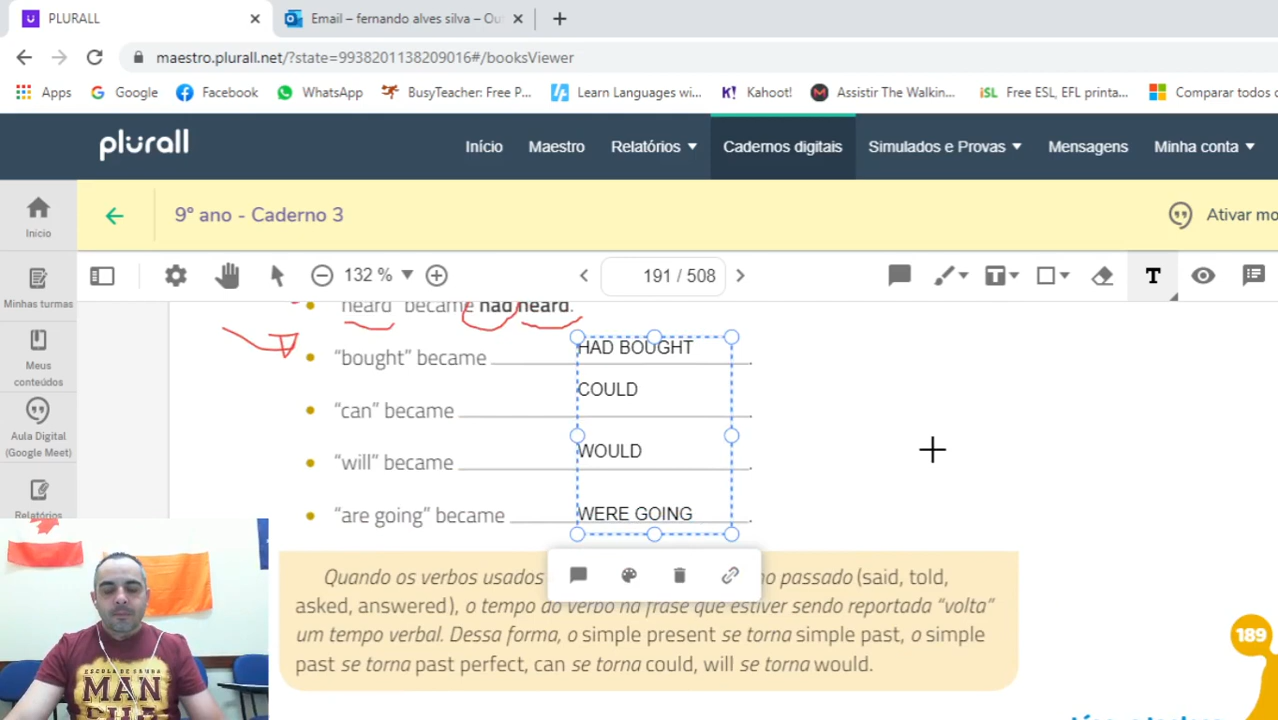 PLURALL
Email – fernando alves silva – Ou
maestro.plurall.net/?state=9938201138209016#/booksViewer
Apps Google Facebook WhatsApp BusyTeacher: Free P... Learn Languages wi... Kahoot! Assistir The Walkin... iSL Free ESL, EFL printa... Comparar todos o
plurall Início Maestro Relatórios Cadernos digitais Simulados e Provas Mensagens Minha conta
Inicio
9º ano - Caderno 3
Ativar mo
Minhas turmas
132 %
191 / 508
T T
Meus conteúdos
Aula Digital (Google Meet)
Relatórios
• "heard" became had heard.
• "bought" became HAD BOUGHT.
• "can" became COULD.
• "will" became WOULD.
• "are going" became WERE GOING.
Quando os verbos usados no passado (said, told,
asked, answered), o tempo do verbo na frase que estiver sendo reportada "volta"
um tempo verbal. Dessa forma, o simple present se torna simple past, o simple
past se torna past perfect, can se torna could, will se torna would.
189
MAN